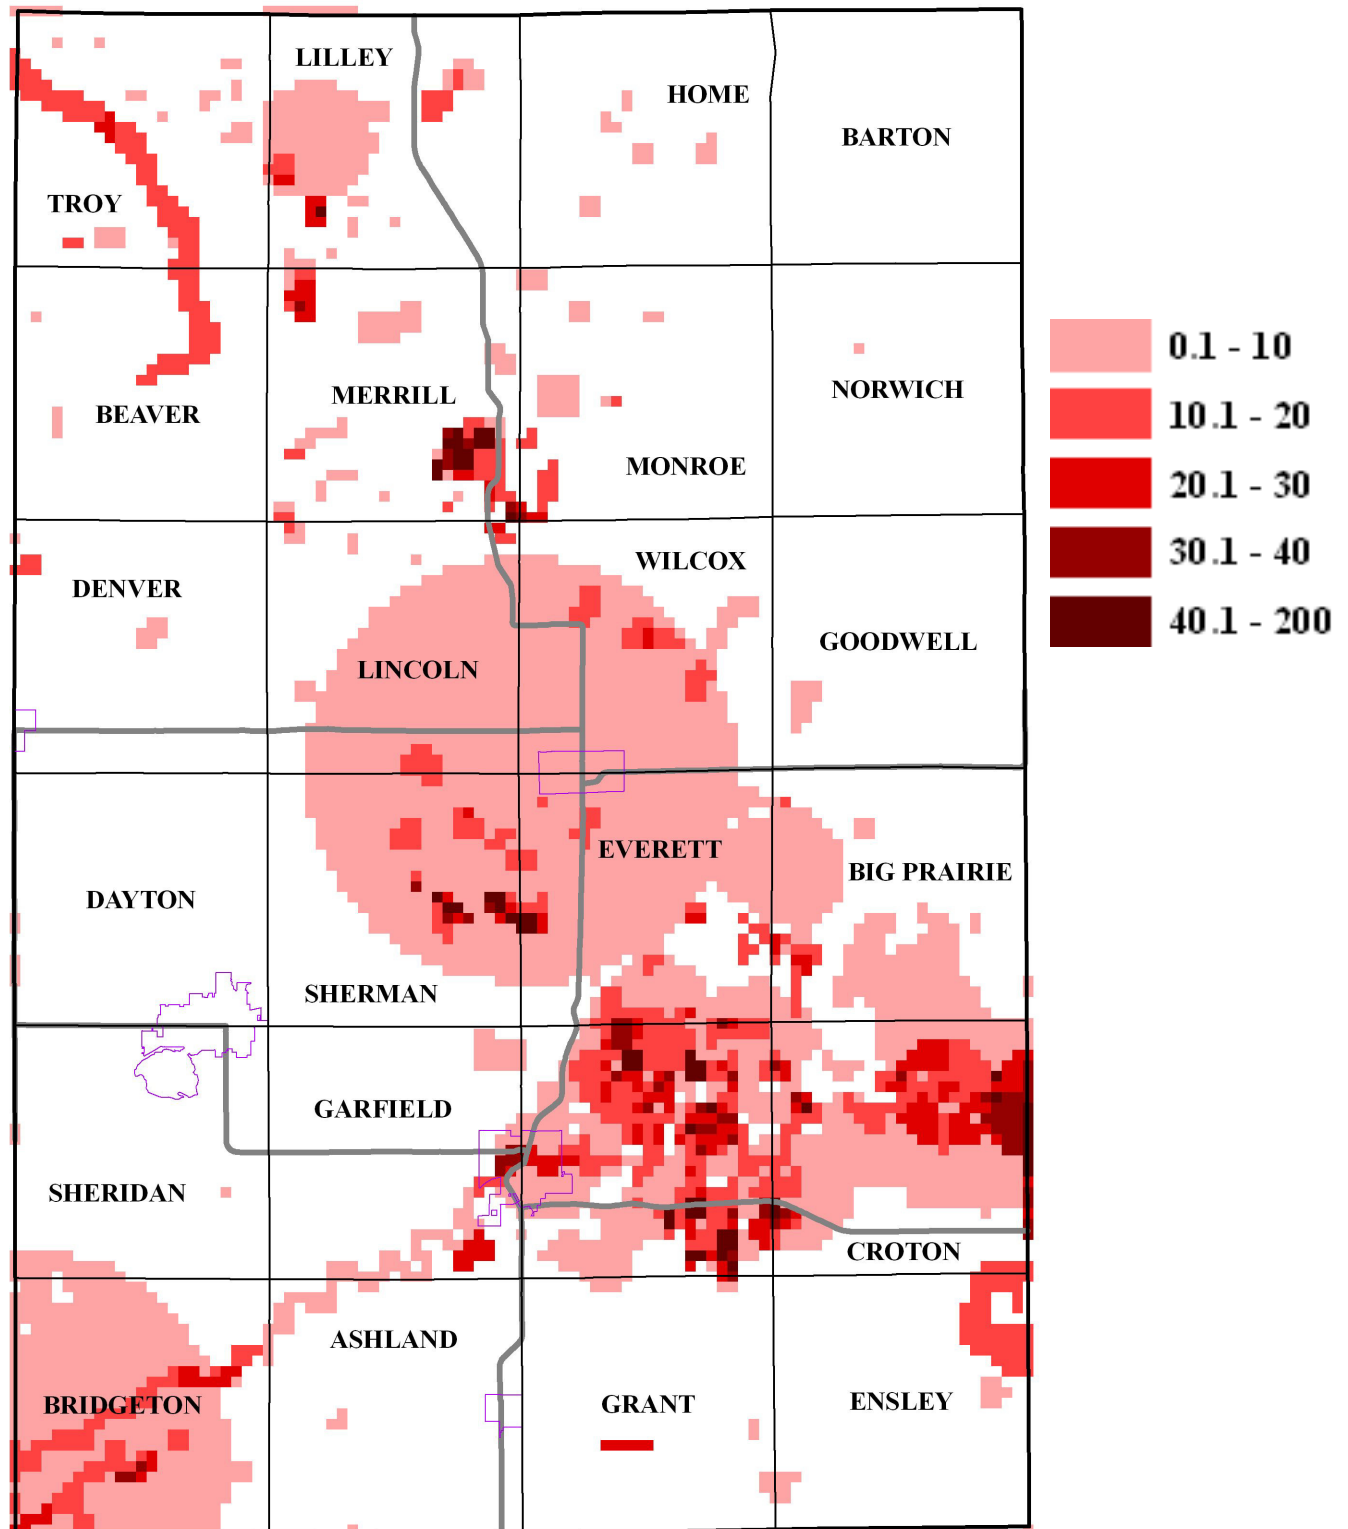 LILLEY
HOME
BARTON
TROY
0.1 - 10
10.1 - 20
20.1 - 30
30.1 - 40
40.1 - 200
BEAVER
MERRILL
NORWICH
MONROE
DENVER
WILCOX
LINCOLN
GOODWELL
DAYTON
EVERETT
BIG PRAIRIE
SHERMAN
GARFIELD
SHERIDAN
CROTON
ASHLAND
BRIDGETON
GRANT
ENSLEY